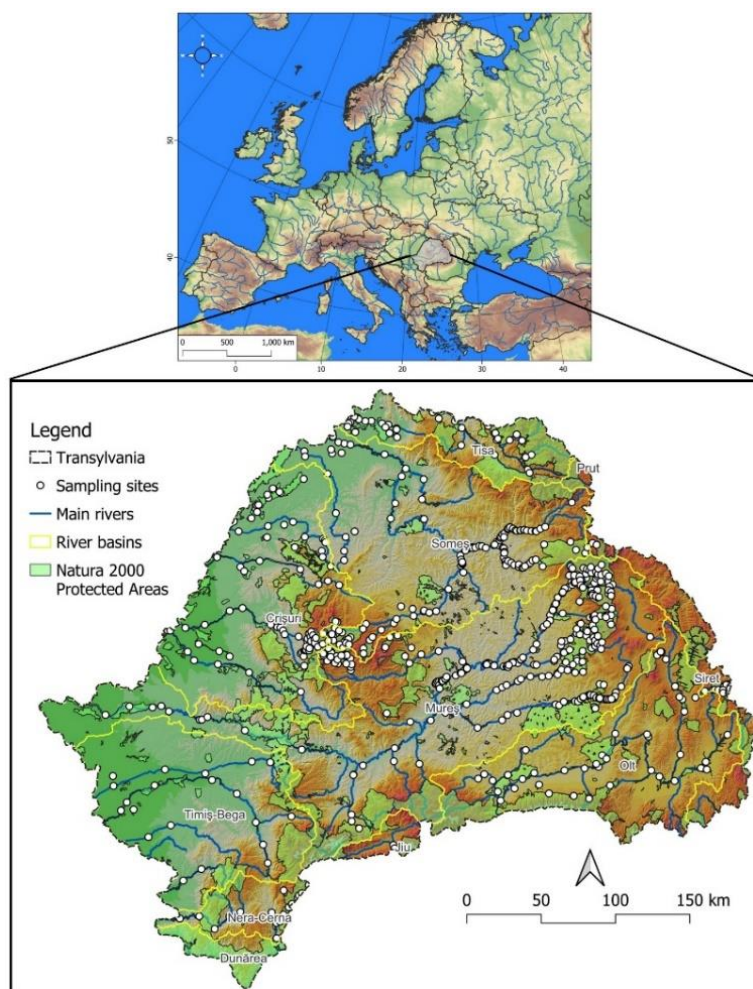 50
40
0
500
1,000 km
0
10
20
30
40
Legend
Transylvania
Sampling sites
Main rivers
River basins
Natura 2000
Protected Areas
Tisa
Prut
Someș
Crișuri
Siret
Mureș
Olt
Timiș-Bega
Jiu
0 50 100 150 km
Nera-Cerna
Dunărea